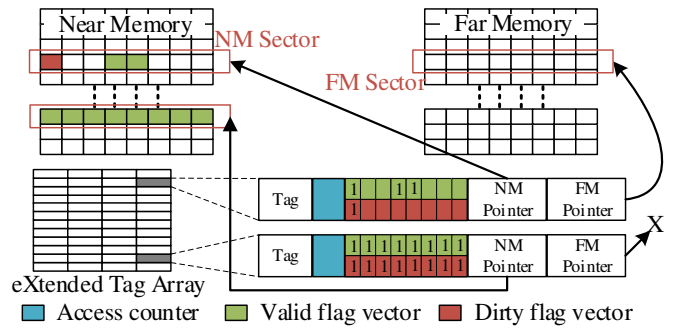 Near Memory
Far Memory
NM Sector
FM Sector
Tag
1 1 1
1
NM
Pointer
FM
Pointer
Tag
1 1 1 1 1 1 1 1
1 1 1 1 1 1 1 1
NM
Pointer
FM
Pointer
X
eXtended Tag Array
Access counter
Valid flag vector
Dirty flag vector